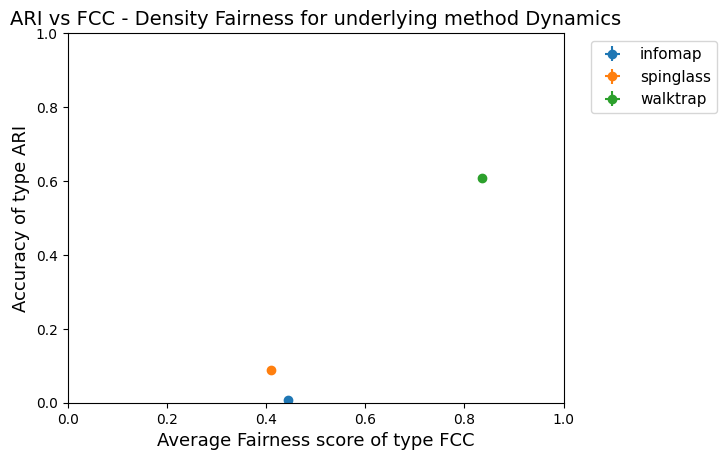 ARI vs FCC - Density Fairness for underlying method Dynamics
infomap
spinglass
walktrap
1.0
0.8
0.6
0.4
0.2
0.0
Accuracy of type ARI
0.0 0.2 0.4 0.6 0.8 1.0
Average Fairness score of type FCC